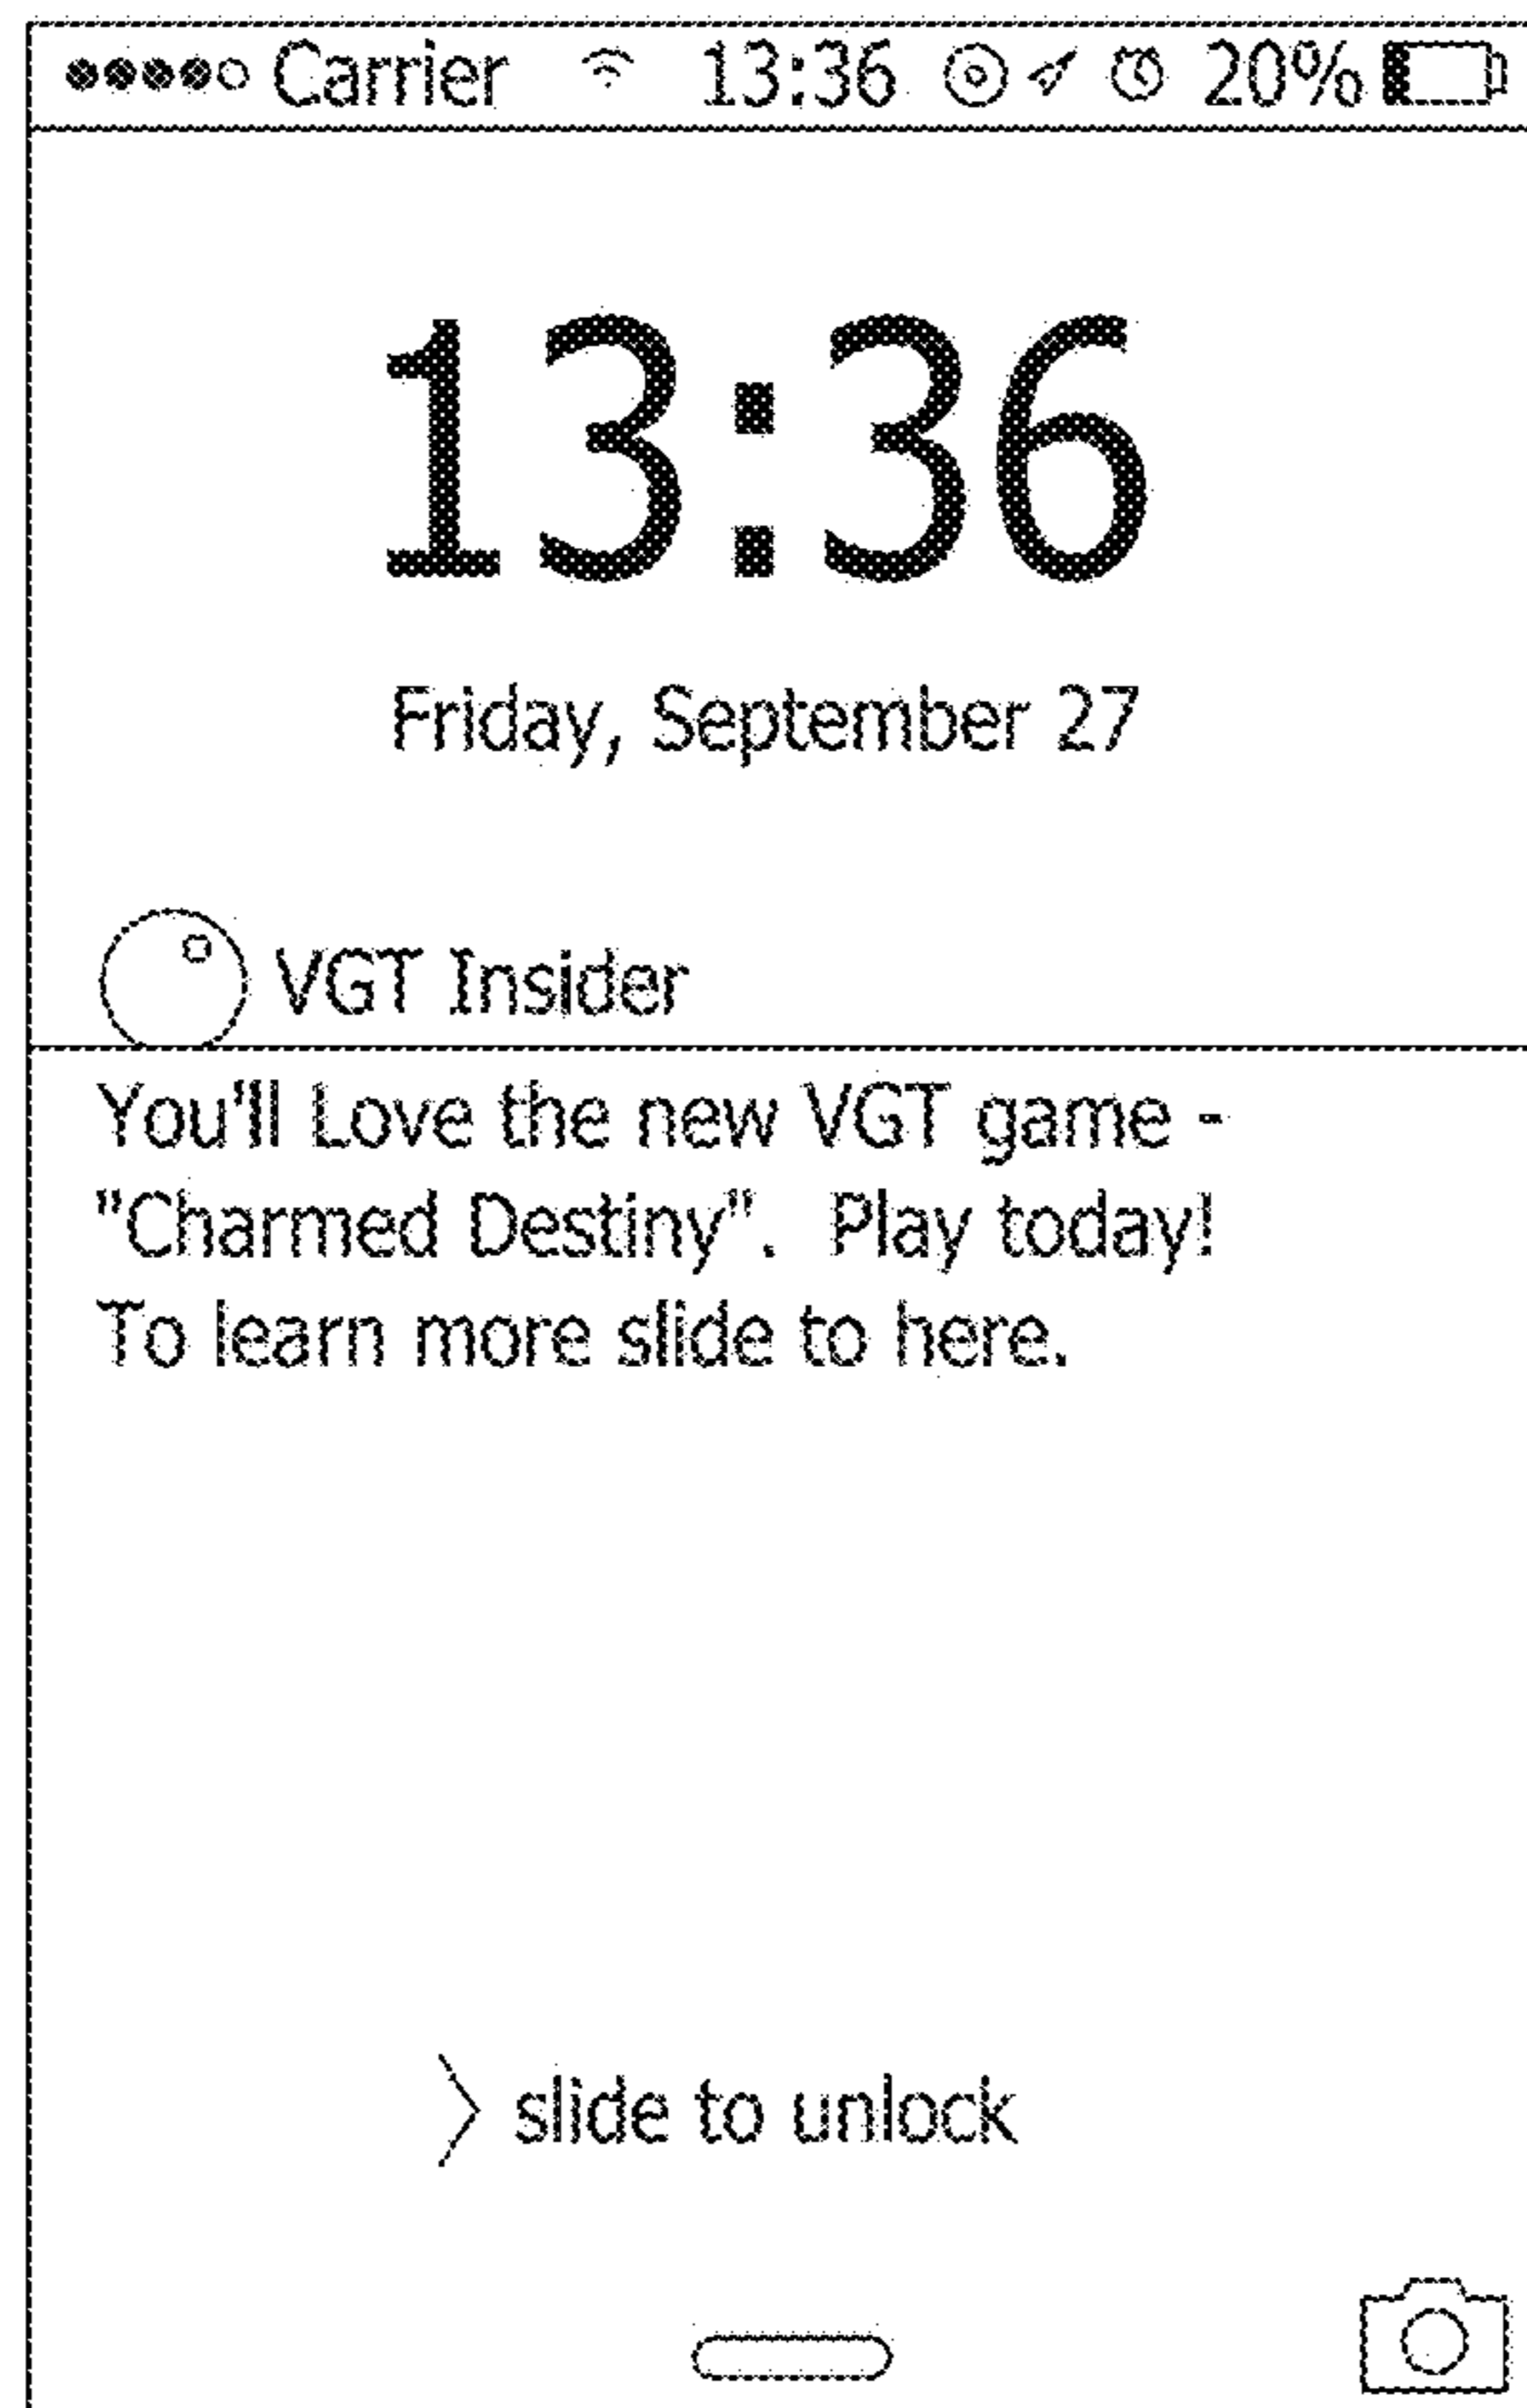 Carrier 13:36 20%
13:36
Friday, September 27
VGT Insider
You'll Love the new VGT game -
"Charmed Destiny".  Play today!
To learn more slide to here.
slide to unlock